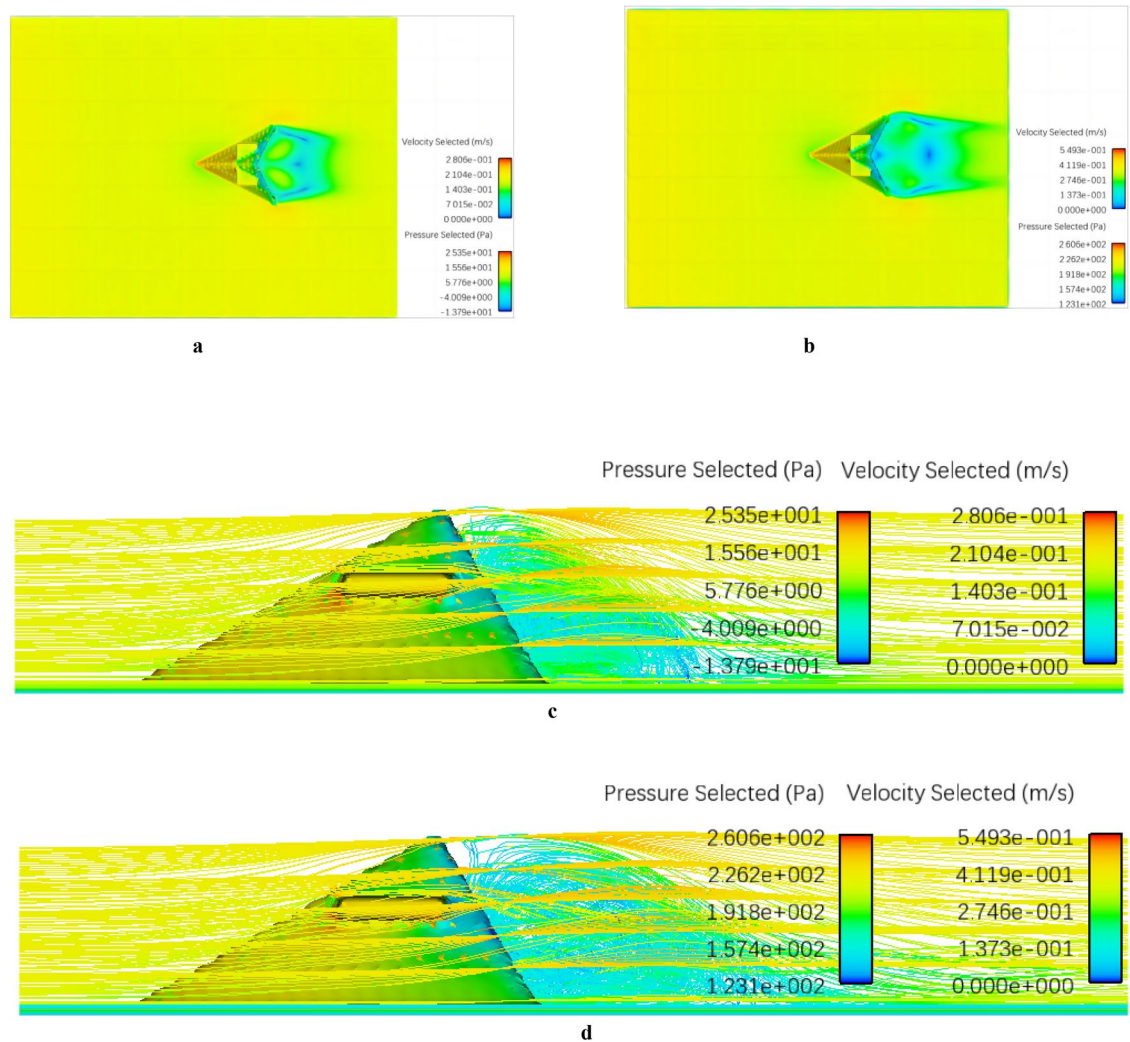 Velocity Selected (m/s)
2 806e-001
2 104e-001
1 403e-001
7 015e-002
0 000e+000
Pressure Selected (Pa)
2 535e+001
1 556e+001
5 776e+000
-4 009e+000
-1 379e+001
a
Velocity Selected (m/s)
5 493e-001
4 119e-001
2 746e-001
1 373e-001
0 000e+000
Pressure Selected (Pa)
2 606e+002
2 262e+002
1 918e+002
1 574e+002
1 231e+002
b
Pressure Selected (Pa) Velocity Selected (m/s)
2.535e+001 2.806e-001
1.556e+001 2.104e-001
5.776e+000 1.403e-001
-4.009e+000 7.015e-002
-1.379e+001 0.000e+000
c
Pressure Selected (Pa) Velocity Selected (m/s)
2.606e+002 5.493e-001
2.262e+002 4.119e-001
1.918e+002 2.746e-001
1.574e+002 1.373e-001
1.231e+002 0.000e+000
d